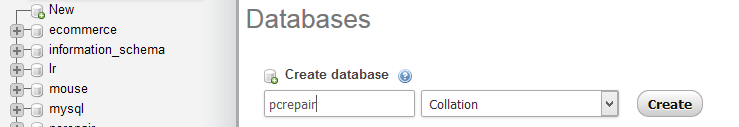 New
ecommerce
information_schema
lr
mouse
mysql
Databases
Create database
pcrepair
Collation
Create